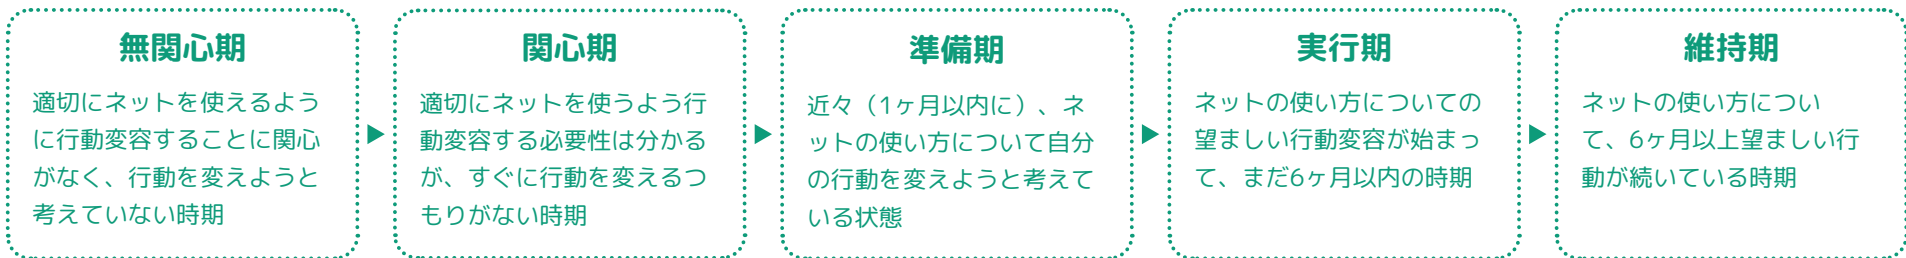 無関心期
適切にネットを使えるよう
に行動変容することに関心
がなく、行動を変えようと
考えていない時期
関心期
適切にネットを使うよう行
動変容する必要性は分かる
が、すぐに行動を変えるつ
もりがない時期
準備期
近々（1ヶ月以内に）、ネ
ットの使い方について自分
の行動を変えようと考えて
いる状態
実行期
ネットの使い方についての
望ましい行動変容が始まっ
て、まだ6ヶ月以内の時期
維持期
ネットの使い方につい
て、6ヶ月以上望ましい行
動が続いている時期